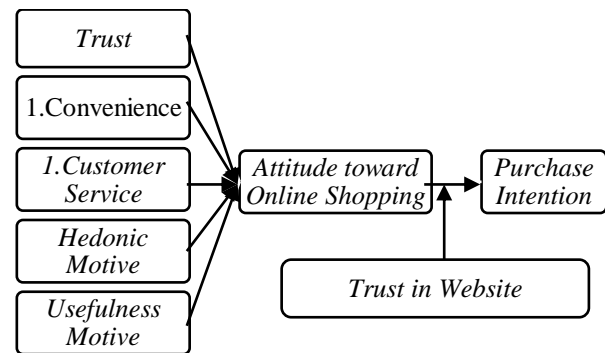 Trust
1.Convenience
1.Customer
Service
Hedonic
Motive
Usefulness
Motive
Attitude toward
Online Shopping
Purchase
Intention
Trust in Website